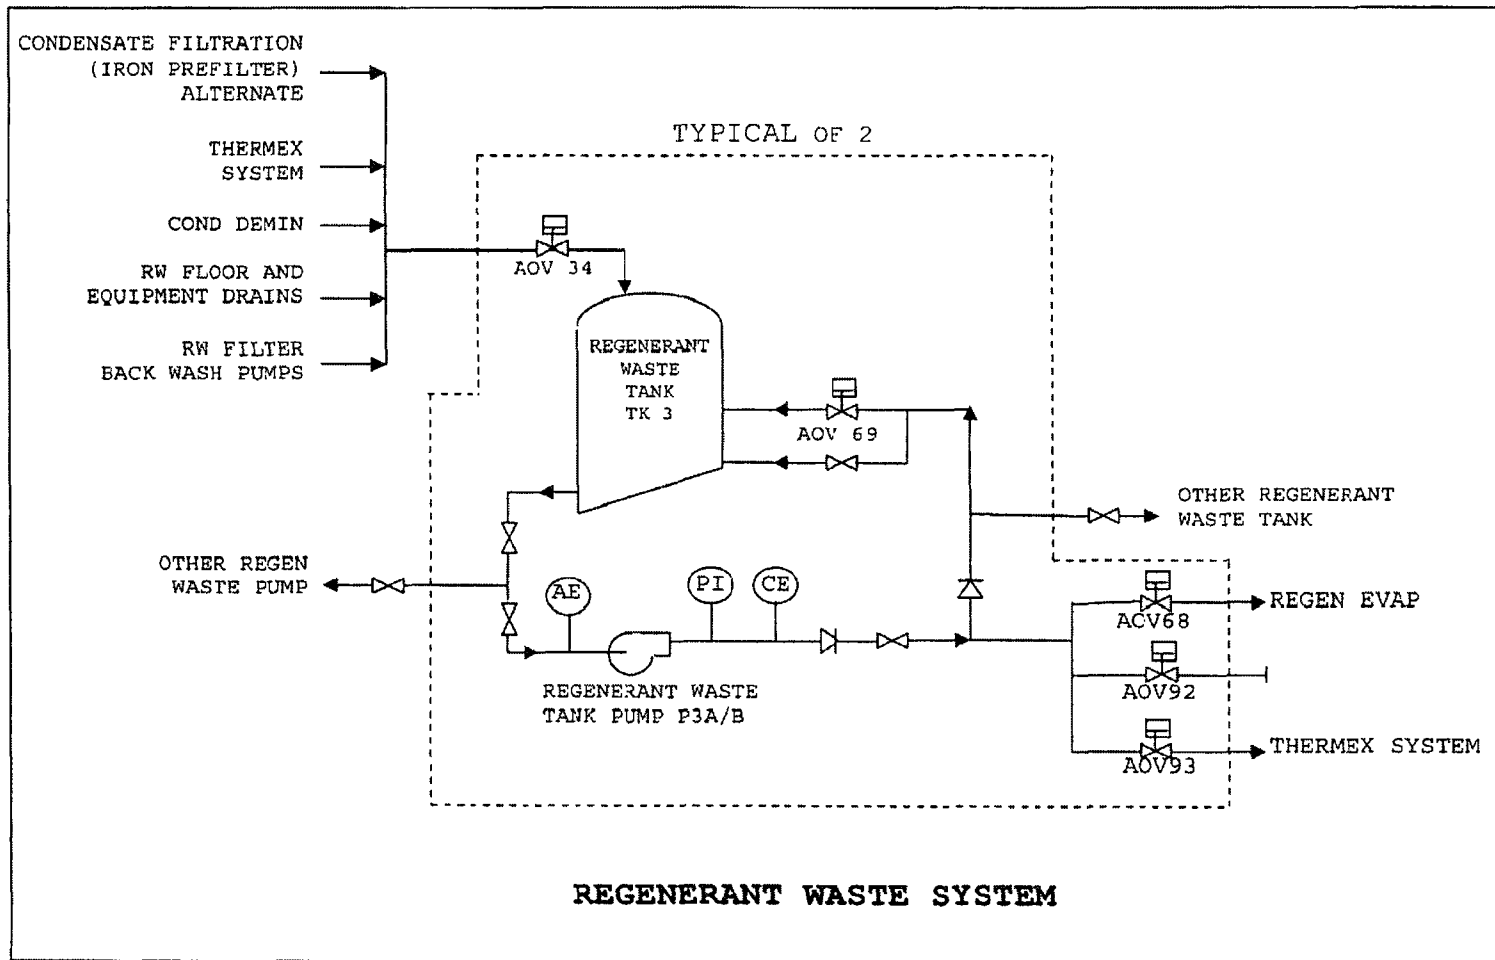 CONDENSATE FILTRATION
(IRON PREFILTER)
ALTERNATE
THERMEX
SYSTEM
COND DEMIN
RW FLOOR AND
EQUIPMENT DRAINS
RW FILTER
BACK WASH PUMPS
TYPICAL OF 2
AOV 34
REGENERANT
WASTE
TANK
TK 3
AOV 69
OTHER REGENERANT
WASTE TANK
OTHER REGEN
WASTE PUMP
AE
PI
CE
REGENERANT WASTE
TANK PUMP P3A/B
AOV68
REGEN EVAP
AOV92
AOV93
THERMEX SYSTEM
REGENERANT WASTE SYSTEM